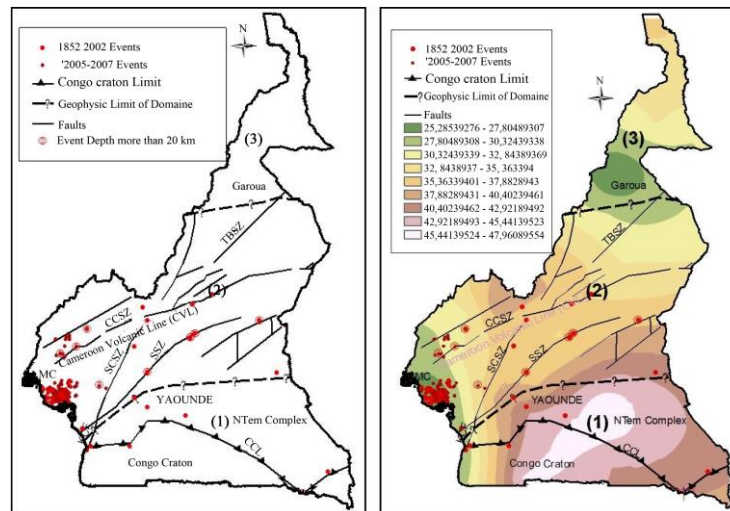 N
1852 2002 Events
'2005-2007 Events
Congo craton Limit
Geophysic Limit of Domaine
Faults
Event Depth more than 20 km
(3)
Garoua
?
?
?
TBSZ
(2)
CCSZ
Cameroon Volcanic Line (CVL)
SCSZ
SSZ
MC
?
?
?
YAOUNDE
(1)
NTem Complex
CCL
Congo Craton
1852 2002 Events
'2005-2007 Events
N
Congo craton Limit
Geophysic Limit of Domaine
Faults
25,28539276 - 27,80489307
27,80489308 - 30,32439338
30,32439339 - 32, 84389369
32, 8438937 - 35, 363394
35,36339401 - 37,8828943
37,88289431 - 40,40239461
40,40239462 - 42,92189492
42,92189493 - 45,44139523
45,44139524 - 47,96089554
(3)
Garoua
?
?
?
TBSZ
(2)
CCSZ
Cameroon Volcanic Line
SCSZ
SSZ
MC
?
?
?
YAOUNDE
(1)
NTem Complex
CCL
Congo Craton